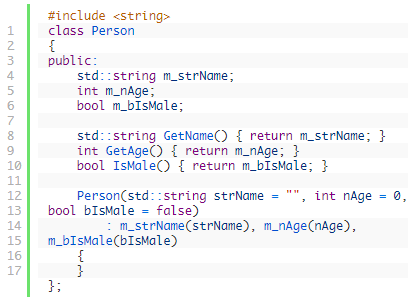 #include <string>
1 class Person
2 {
3 public:
4     std::string m_strName;
5     int m_nAge;
6     bool m_bIsMale;
7
8     std::string GetName() { return m_strName; }
9     int GetAge() { return m_nAge; }
10     bool IsMale() { return m_bIsMale; }
11
12     Person(std::string strName = "", int nAge = 0,
13 bool bIsMale = false)
14         : m_strName(strName), m_nAge(nAge),
15 m_bIsMale(bIsMale)
16     {
17     }
};